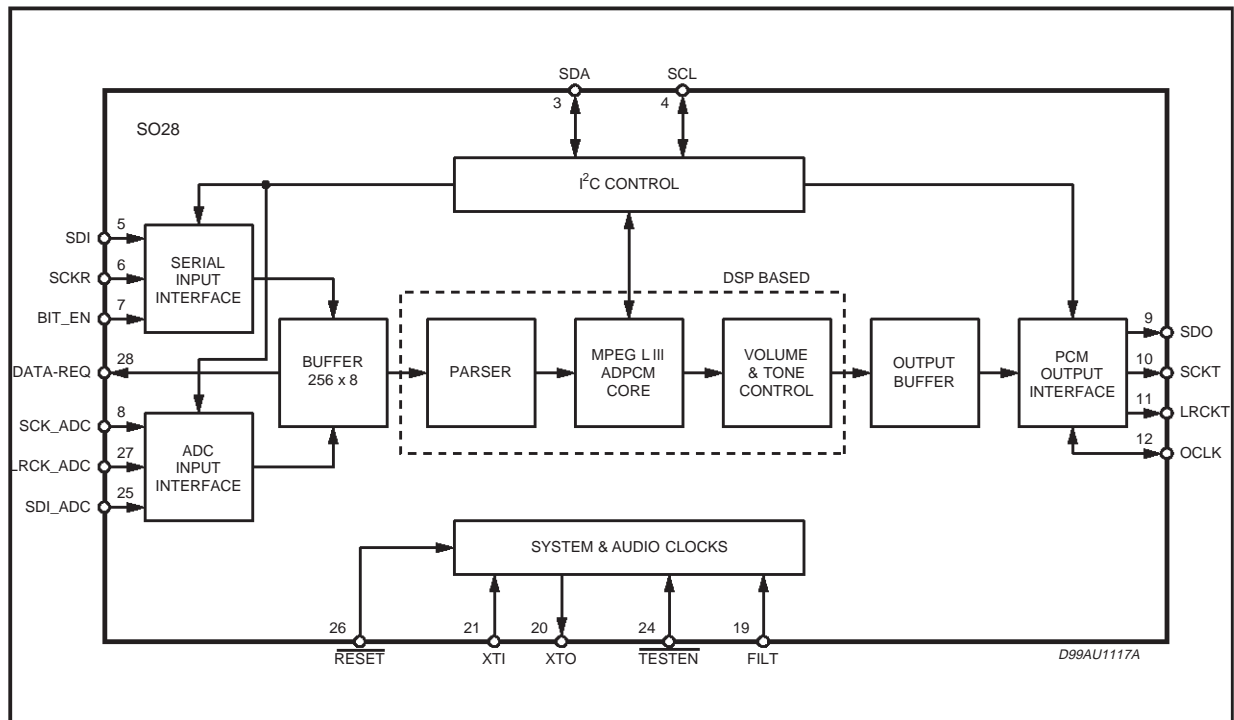 SDA
SCL
3
4
SO28
I²C CONTROL
SDI
5
SCKR
6
BIT_EN
7
SERIAL
INPUT
INTERFACE
DSP BASED
DATA-REQ
28
BUFFER
256 x 8
PARSER
MPEG L III
ADPCM
CORE
VOLUME
& TONE
CONTROL
OUTPUT
BUFFER
PCM
OUTPUT
INTERFACE
9
SDO
10
SCKT
11
LRCKT
12
OCLK
SCK_ADC
8
LRCK_ADC
27
SDI_ADC
25
ADC
INPUT
INTERFACE
SYSTEM & AUDIO CLOCKS
26
21
20
24
19
RESET
XTI
XTO
TESTEN
FILT
D99AU1117A